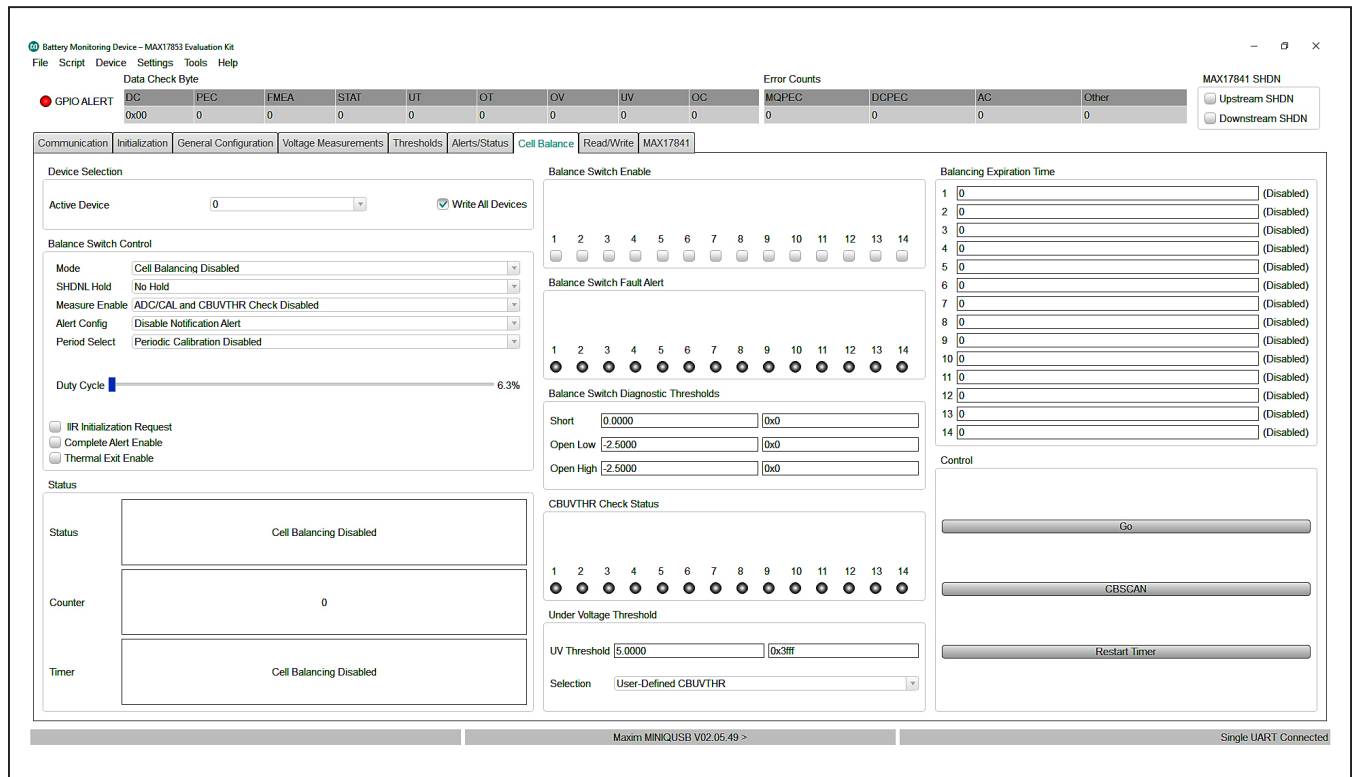 Battery Monitoring Device – MAX17853 Evaluation Kit
File Script Device Settings Tools Help
Data Check Byte Error Counts MAX17841 SHDN
GPIO ALERT
DC PEC FMEA STAT UT OT OV UV OC MQPEC DCPEC AC Other
0x00 0 0 0 0 0 0 0 0 0 0 0 0
Upstream SHDN
Downstream SHDN
Communication Initialization General Configuration Voltage Measurements Thresholds Alerts/Status Cell Balance Read/Write MAX17841
Device Selection
Active Device 0 Write All Devices
Balance Switch Control
Mode Cell Balancing Disabled
SHDNL Hold No Hold
Measure Enable ADC/CAL and CBUVTHR Check Disabled
Alert Config Disable Notification Alert
Period Select Periodic Calibration Disabled
Duty Cycle 6.3%
IIR Initialization Request
Complete Alert Enable
Thermal Exit Enable
Status
Status Cell Balancing Disabled
Counter 0
Timer Cell Balancing Disabled
Balance Switch Enable
1 2 3 4 5 6 7 8 9 10 11 12 13 14
Balance Switch Fault Alert
1 2 3 4 5 6 7 8 9 10 11 12 13 14
Balance Switch Diagnostic Thresholds
Short 0.0000 0x0
Open Low -2.5000 0x0
Open High -2.5000 0x0
CBUVTHR Check Status
1 2 3 4 5 6 7 8 9 10 11 12 13 14
Under Voltage Threshold
UV Threshold 5.0000 0x3fff
Selection User-Defined CBUVTHR
Balancing Expiration Time
1 0 (Disabled)
2 0 (Disabled)
3 0 (Disabled)
4 0 (Disabled)
5 0 (Disabled)
6 0 (Disabled)
7 0 (Disabled)
8 0 (Disabled)
9 0 (Disabled)
10 0 (Disabled)
11 0 (Disabled)
12 0 (Disabled)
13 0 (Disabled)
14 0 (Disabled)
Control
Go
CBSCAN
Restart Timer
Maxim MINIQUSB V02.05.49 > Single UART Connected